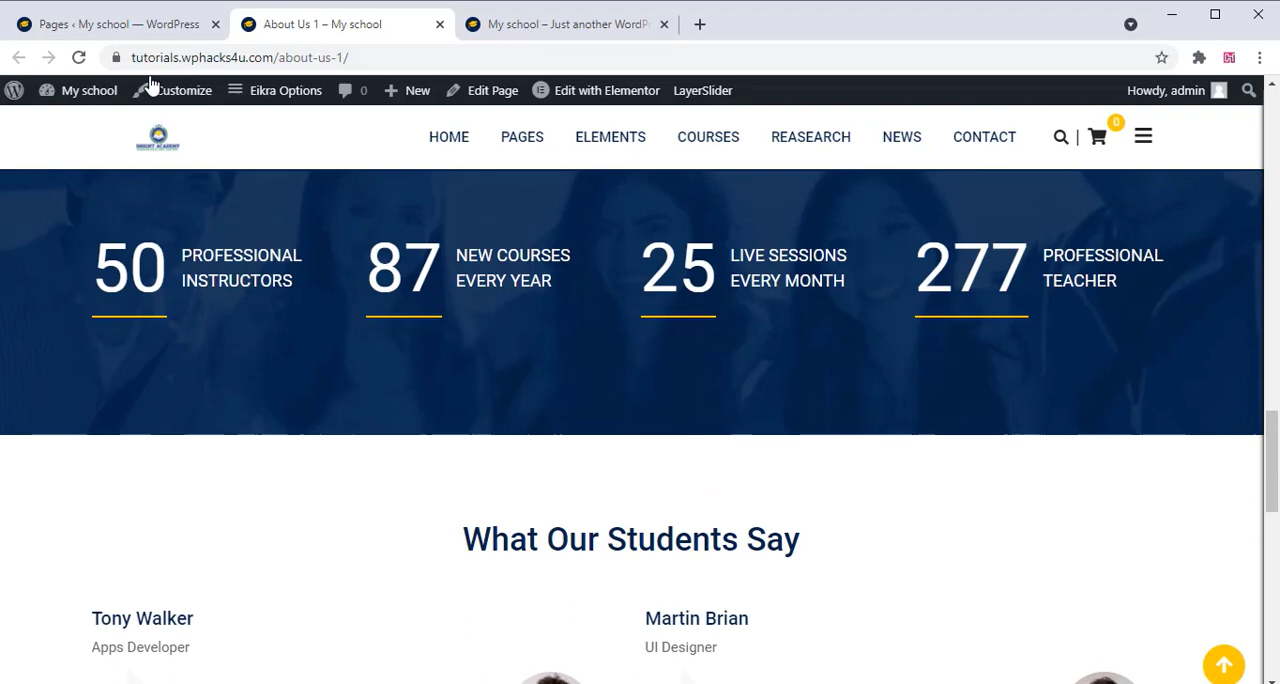 Pages ‹ My school — WordPress
About Us 1 – My school
My school – Just another WordP
tutorials.wphacks4u.com/about-us-1/
My school
Customize
Eikra Options
0
New
Edit Page
Edit with Elementor
LayerSlider
Howdy, admin
HOME
PAGES
ELEMENTS
COURSES
REASEARCH
NEWS
CONTACT
0
50
PROFESSIONAL
INSTRUCTORS
87
NEW COURSES
EVERY YEAR
25
LIVE SESSIONS
EVERY MONTH
277
PROFESSIONAL
TEACHER
What Our Students Say
Tony Walker
Apps Developer
Martin Brian
UI Designer